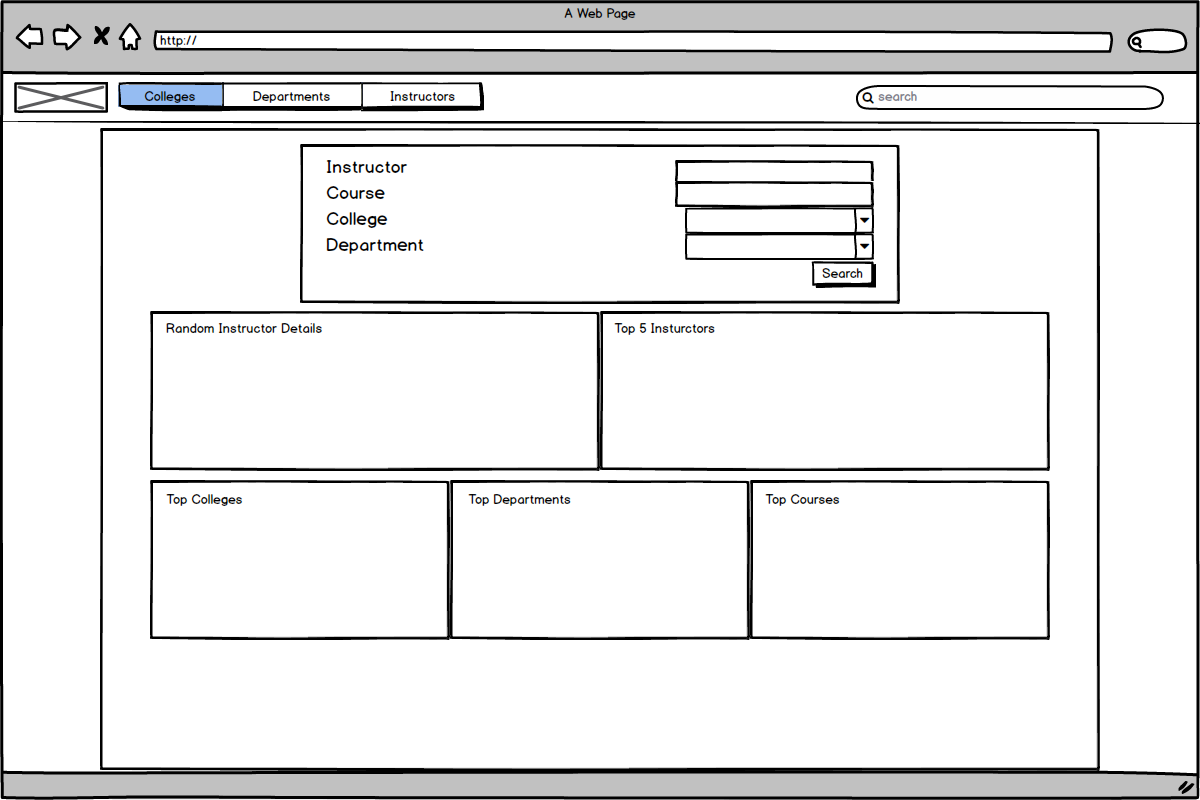 A Web Page
http://
Colleges Departments Instructors search
Instructor
Course
College
Department
Search
Random Instructor Details
Top 5 Insturctors
Top Colleges
Top Departments
Top Courses